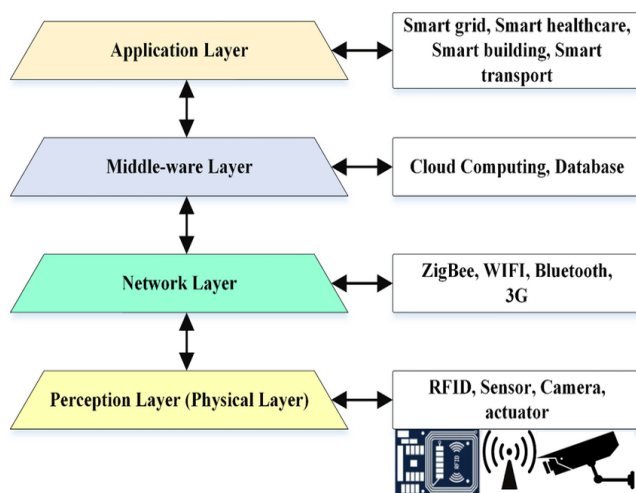 Application Layer
Smart grid, Smart healthcare,
Smart building, Smart
transport
Middle-ware Layer
Cloud Computing, Database
Network Layer
ZigBee, WIFI, Bluetooth,
3G
Perception Layer (Physical Layer)
RFID, Sensor, Camera,
actuator
RFID